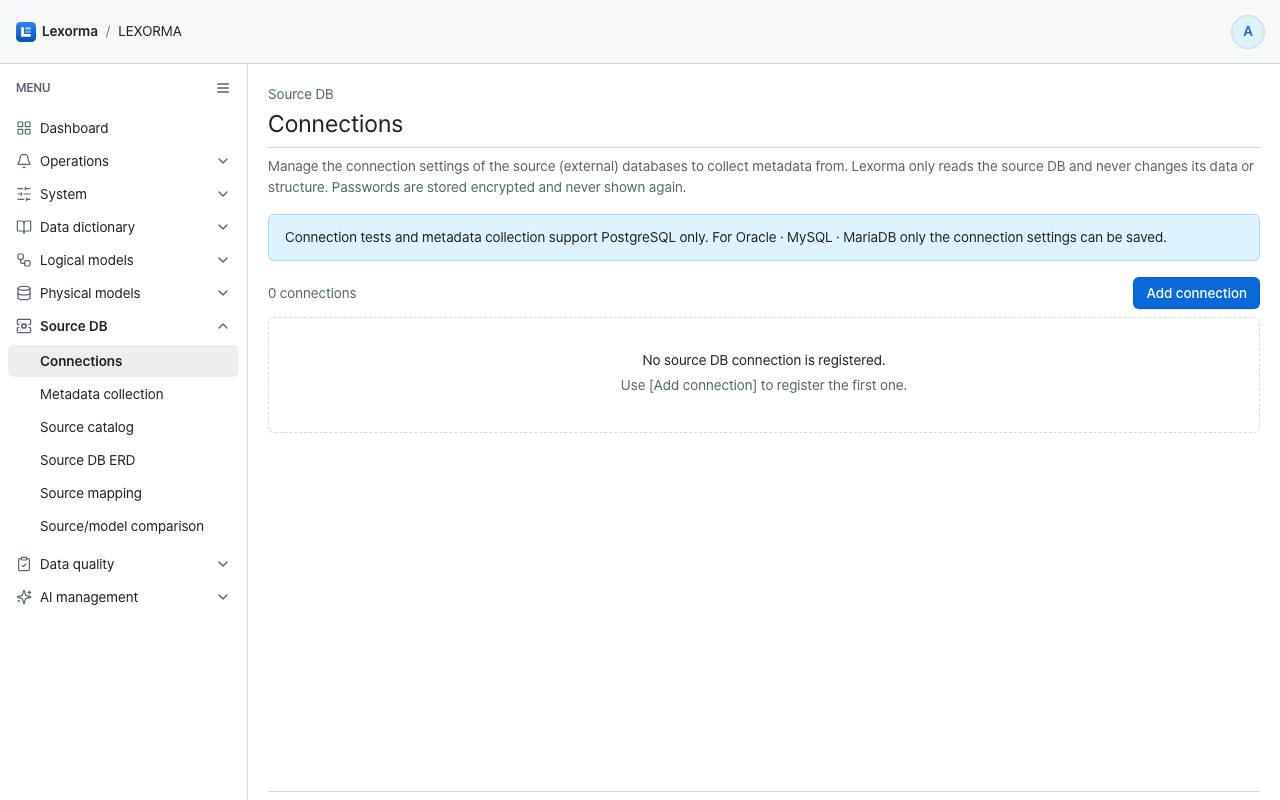 Lexorma / LEXORMA
A
MENU
Dashboard
Operations
System
Data dictionary
Logical models
Physical models
Source DB
Connections
Metadata collection
Source catalog
Source DB ERD
Source mapping
Source/model comparison
Data quality
AI management
Source DB
Connections
Manage the connection settings of the source (external) databases to collect metadata from. Lexorma only reads the source DB and never changes its data or
structure. Passwords are stored encrypted and never shown again.
Connection tests and metadata collection support PostgreSQL only. For Oracle · MySQL · MariaDB only the connection settings can be saved.
0 connections
Add connection
No source DB connection is registered.
Use [Add connection] to register the first one.